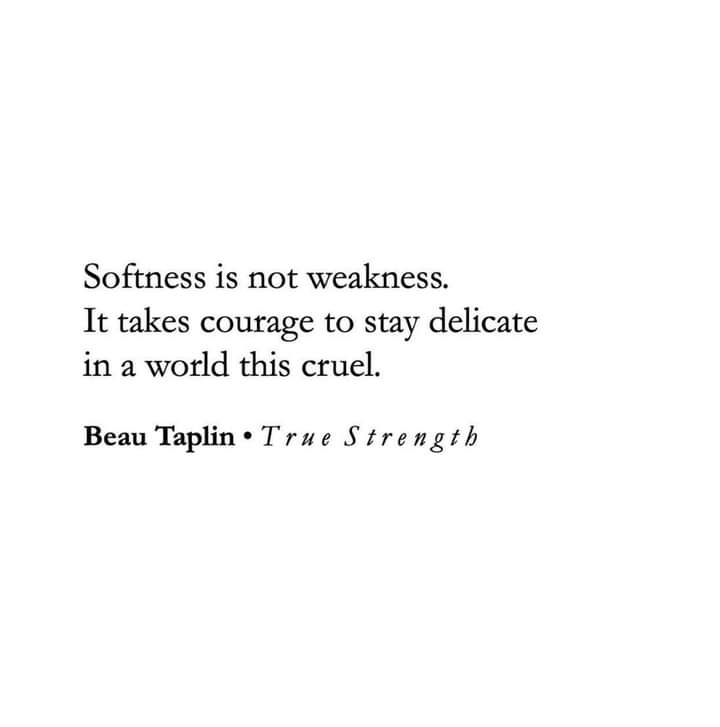 Softness is not weakness.
It takes courage to stay delicate
in a world this cruel.
Beau Taplin • True Strength